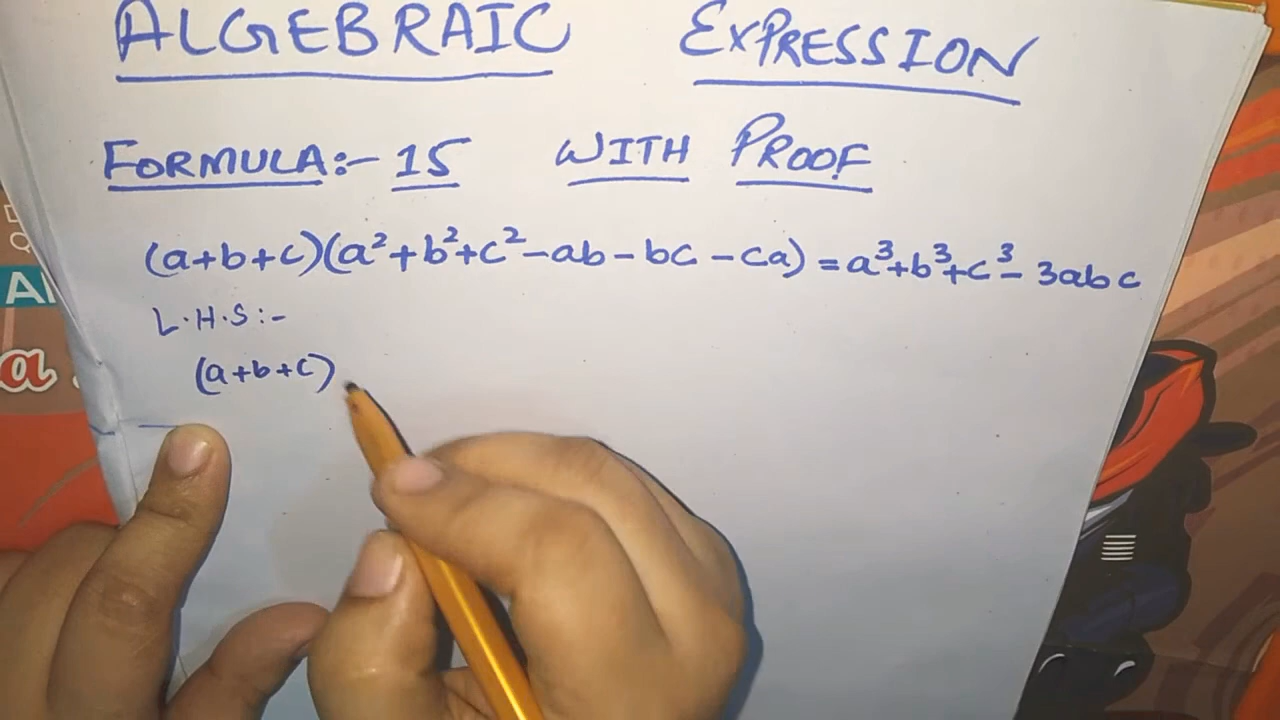 ALGEBRAIC EXPRESSION
FORMULA:- 15 WITH PROOF
(a+b+c)(a²+b²+c²-ab-bc-ca)=a³+b³+c³-3abc
L.H.S:-
(a+b+c)